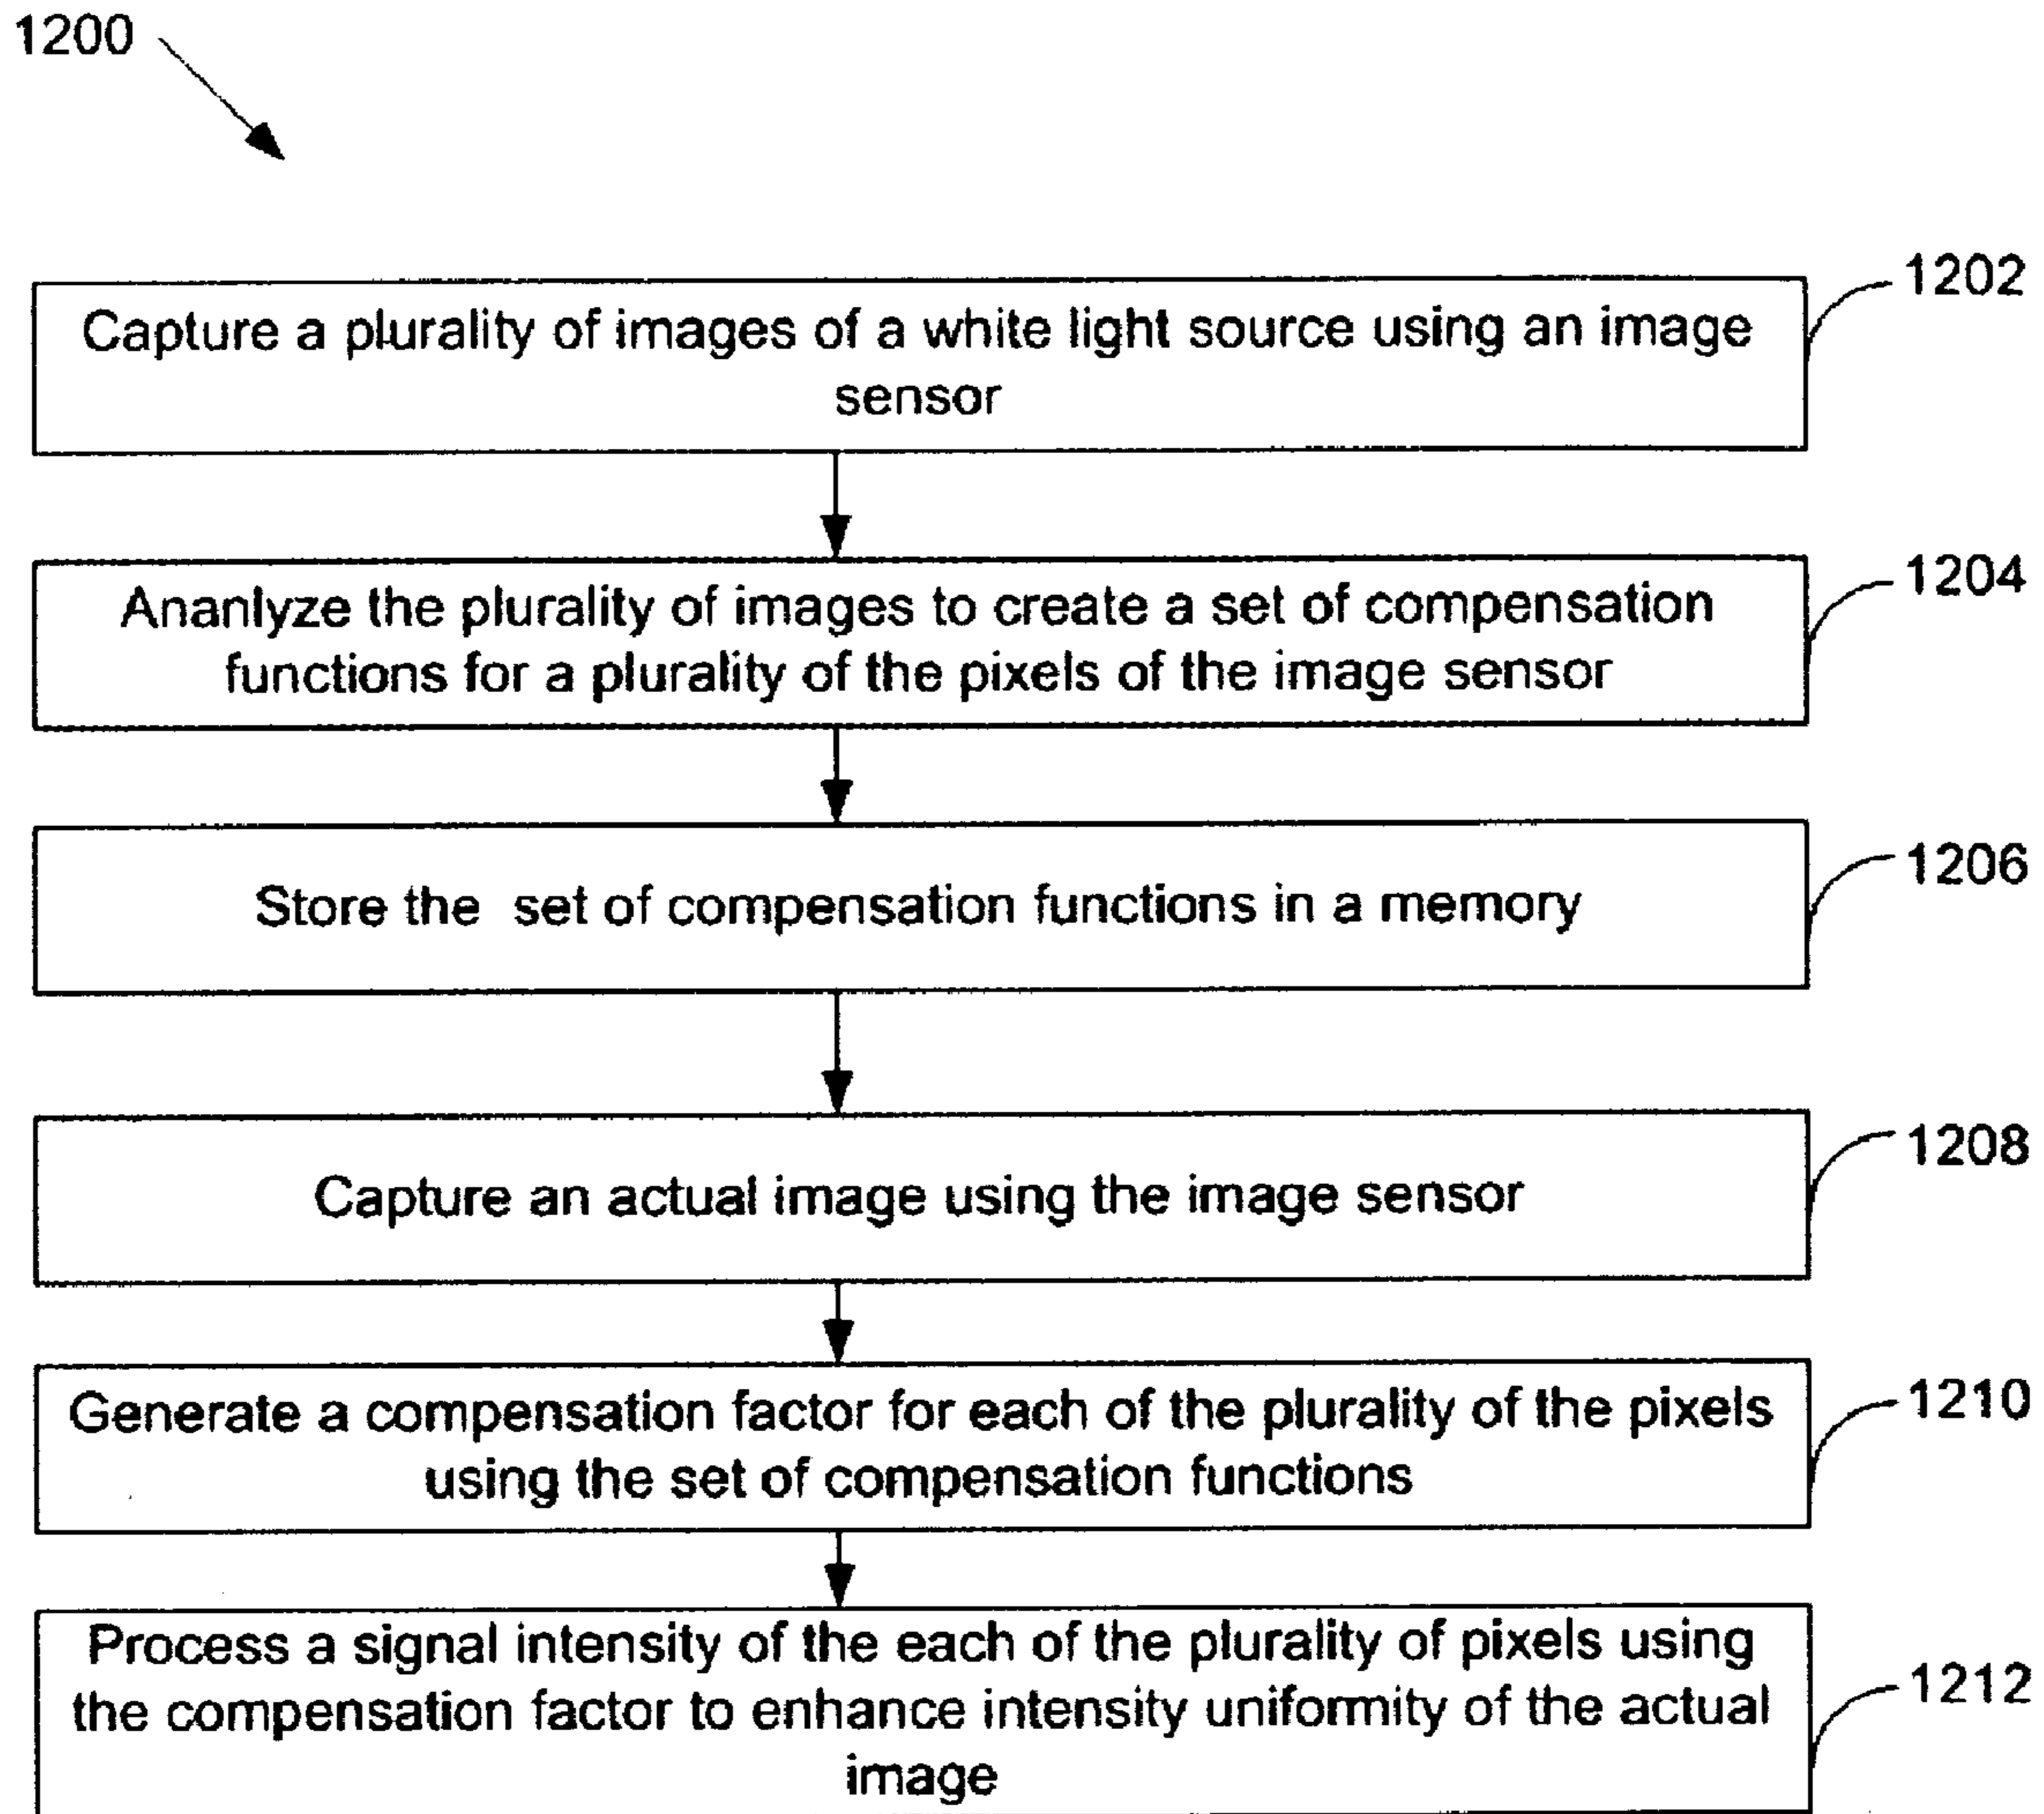 1200
1202
Capture a plurality of images of a white light source using an image
sensor
1204
Ananlyze the plurality of images to create a set of compensation
functions for a plurality of the pixels of the image sensor
1206
Store the set of compensation functions in a memory
1208
Capture an actual image using the image sensor
1210
Generate a compensation factor for each of the plurality of the pixels
using the set of compensation functions
1212
Process a signal intensity of the each of the plurality of pixels using
the compensation factor to enhance intensity uniformity of the actual
image